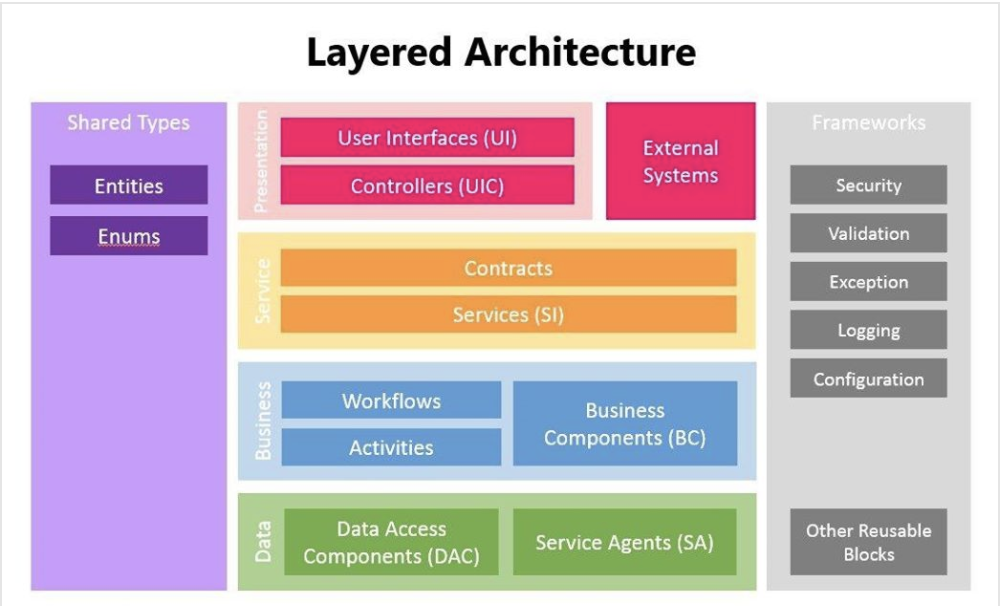 Layered Architecture
Shared Types
Entities
Enums
Presentation
User Interfaces (UI)
Controllers (UIC)
External
Systems
Service
Contracts
Services (SI)
Business
Workflows
Activities
Business
Components (BC)
Data
Data Access
Components (DAC)
Service Agents (SA)
Frameworks
Security
Validation
Exception
Logging
Configuration
Other Reusable
Blocks